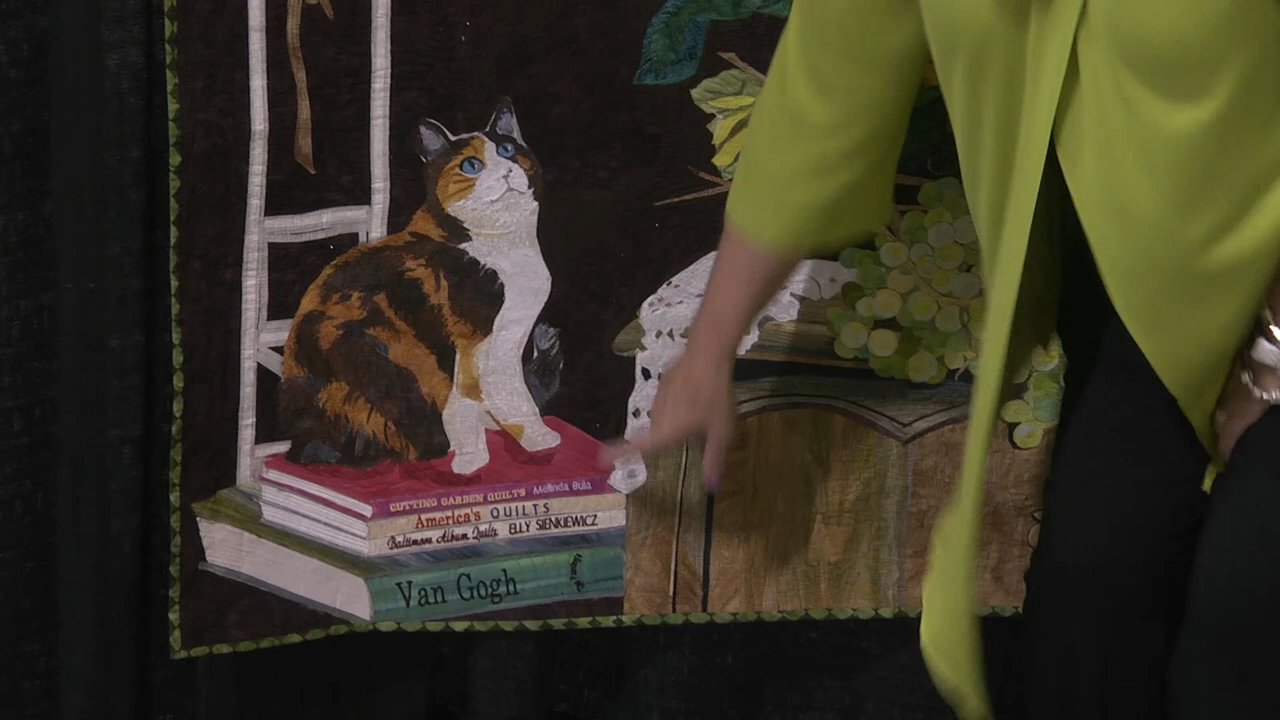 CUTTING GARDEN QUILTS Melinda Bula
America's QUILTS
Baltimore Album Quilts ELLY SIENKIEWICZ
Van Gogh